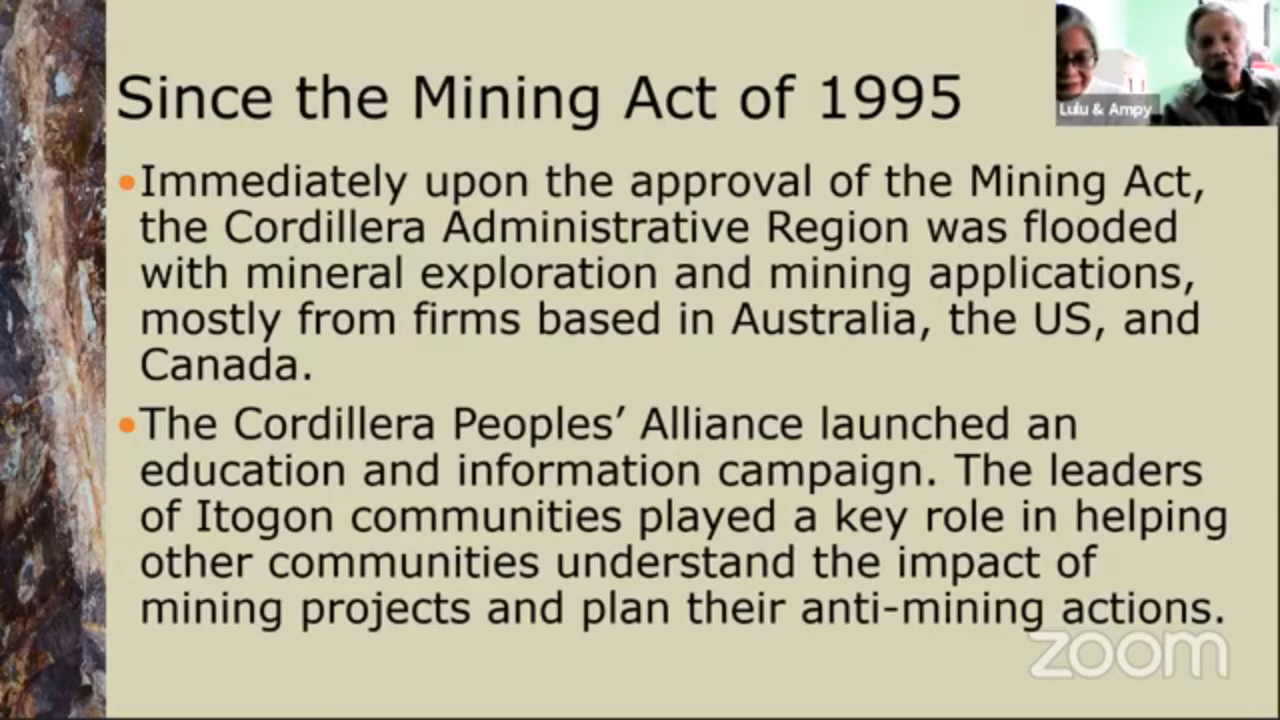 Since the Mining Act of 1995
Lulu & Ampy
•Immediately upon the approval of the Mining Act,
the Cordillera Administrative Region was flooded
with mineral exploration and mining applications,
mostly from firms based in Australia, the US, and
Canada.
•The Cordillera Peoples’ Alliance launched an
education and information campaign. The leaders
of Itogon communities played a key role in helping
other communities understand the impact of
mining projects and plan their anti-mining actions.
zoom